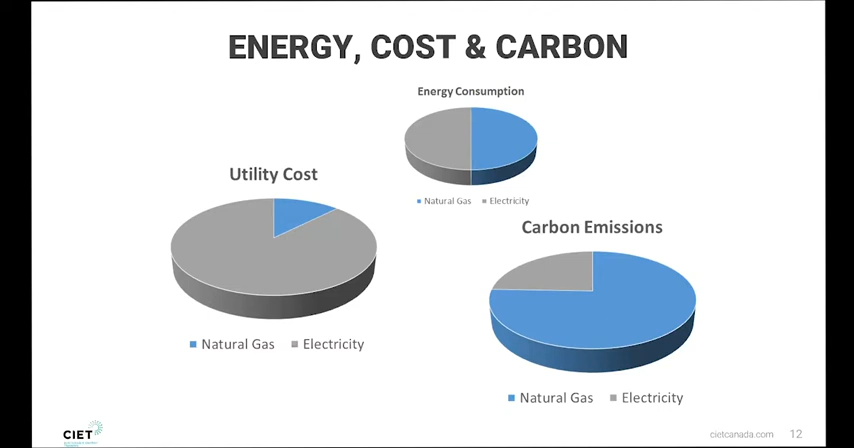 ENERGY, COST & CARBON
Energy Consumption
Natural Gas Electricity
Utility Cost
Natural Gas Electricity
Carbon Emissions
Natural Gas Electricity
CIET
cietcanada.com 12